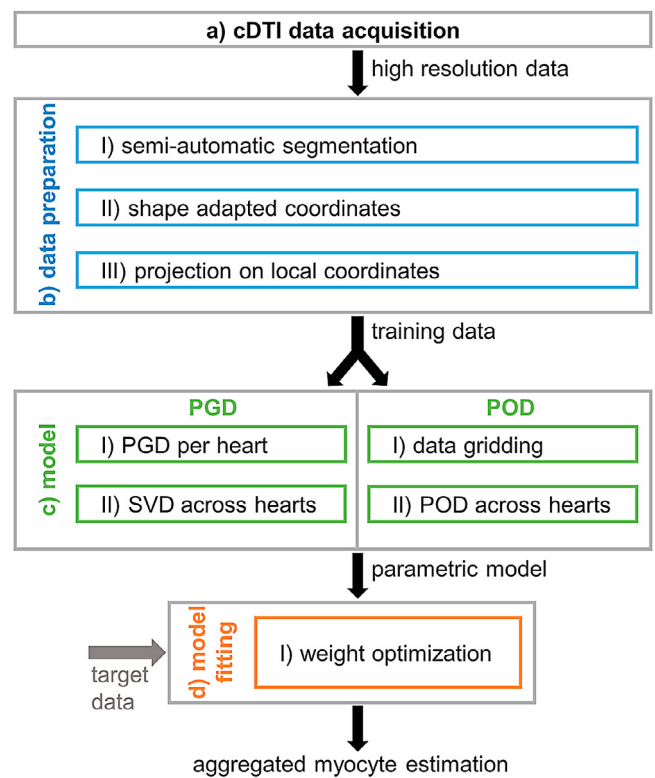 a) cDTI data acquisition
high resolution data
b) data preparation
I) semi-automatic segmentation
II) shape adapted coordinates
III) projection on local coordinates
training data
c) model
PGD
I) PGD per heart
II) SVD across hearts
POD
I) data gridding
II) POD across hearts
parametric model
target
data
d) model
fitting
I) weight optimization
aggregated myocyte estimation